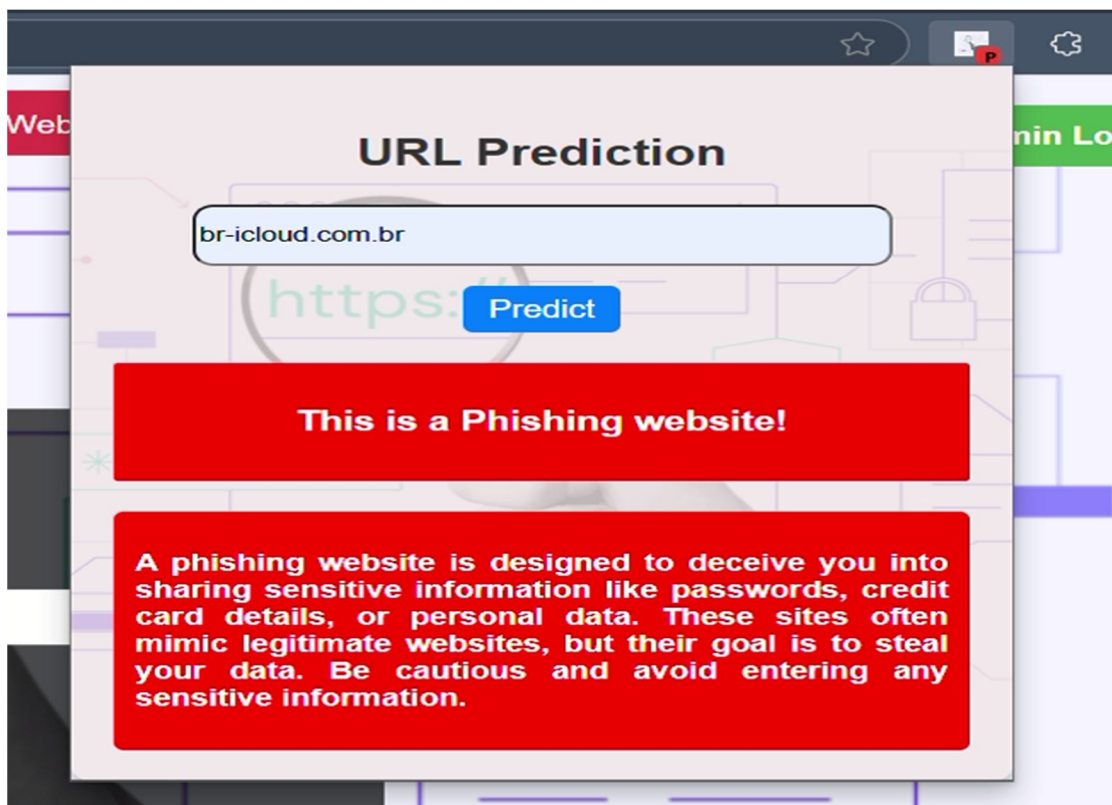 P
Web
min Lo
URL Prediction
br-icloud.com.br
https:/
Predict
This is a Phishing website!
A phishing website is designed to deceive you into
sharing sensitive information like passwords, credit
card details, or personal data. These sites often
mimic legitimate websites, but their goal is to steal
your data. Be cautious and avoid entering any
sensitive information.